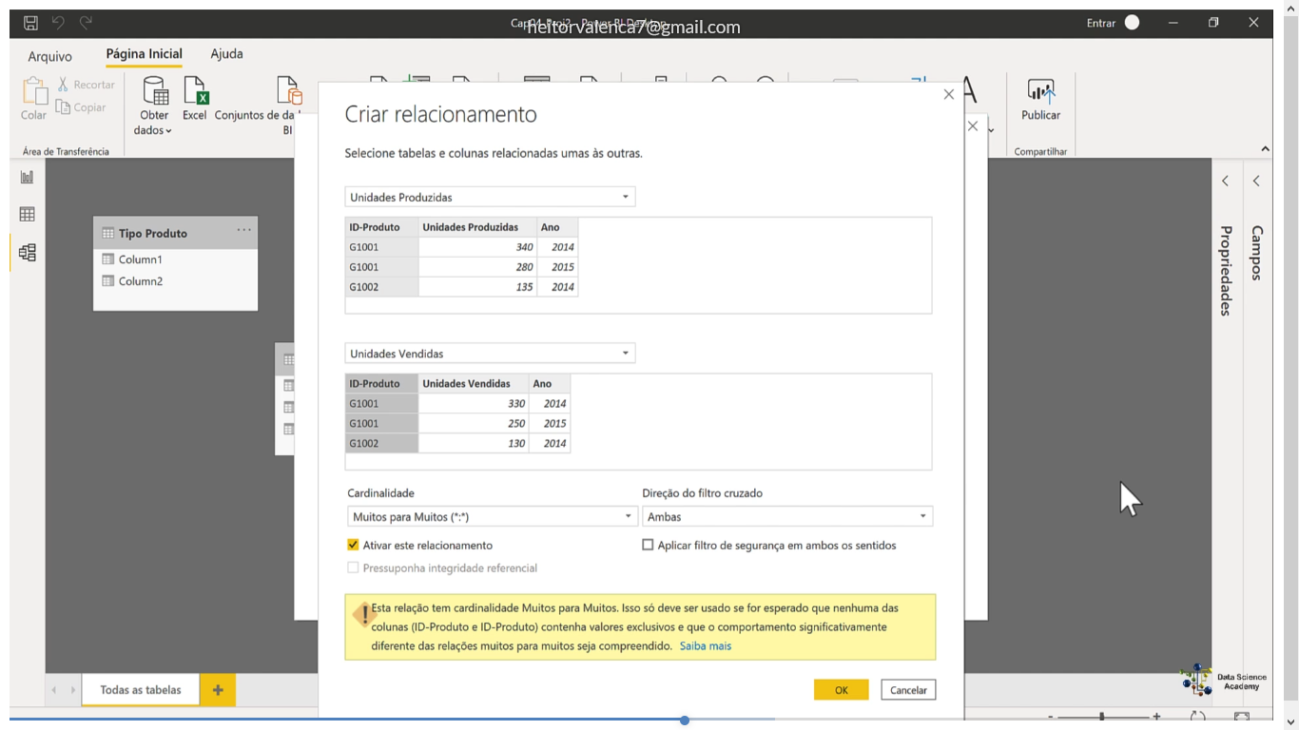 heitorvalenca7@gmail.com
Entrar
Arquivo
Página Inicial
Ajuda
Recortar
Copiar
Colar
Obter
dados
Excel
Conjuntos de
BI
Publicar
Área de Transferência
Compartilhar
Criar relacionamento
Selecione tabelas e colunas relacionadas umas às outras.
Unidades Produzidas
ID-Produto Unidades Produzidas Ano
G1001 340 2014
G1001 280 2015
G1002 135 2014
Unidades Vendidas
ID-Produto Unidades Vendidas Ano
G1001 330 2014
G1001 250 2015
G1002 130 2014
Cardinalidade
Direção do filtro cruzado
Muitos para Muitos (*:*)
Ambas
Ativar este relacionamento
Aplicar filtro de segurança em ambos os sentidos
Pressuponha integridade referencial
Esta relação tem cardinalidade Muitos para Muitos. Isso só deve ser usado se for esperado que nenhuma das
colunas (ID-Produto e ID-Produto) contenha valores exclusivos e que o comportamento significativamente
diferente das relações muitos para muitos seja compreendido. Saiba mais
OK
Cancelar
Tipo Produto
Column1
Column2
Propriedades
Campos
Todas as tabelas
Data Science
Academy